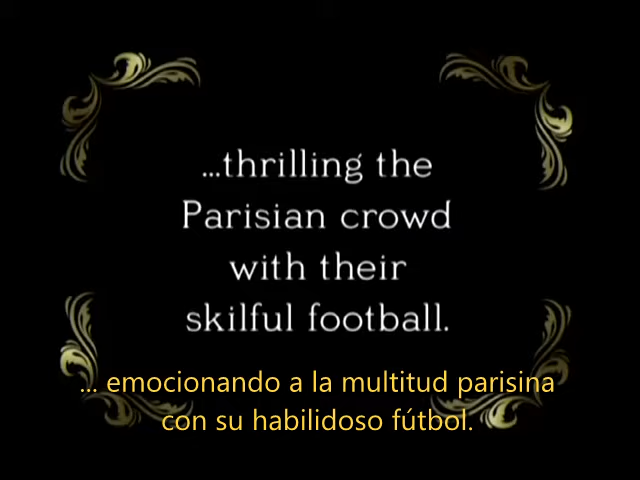 ...thrilling the
Parisian crowd
with their
skilful football.
... emocionando a la multitud parisina
con su habilidoso fútbol.